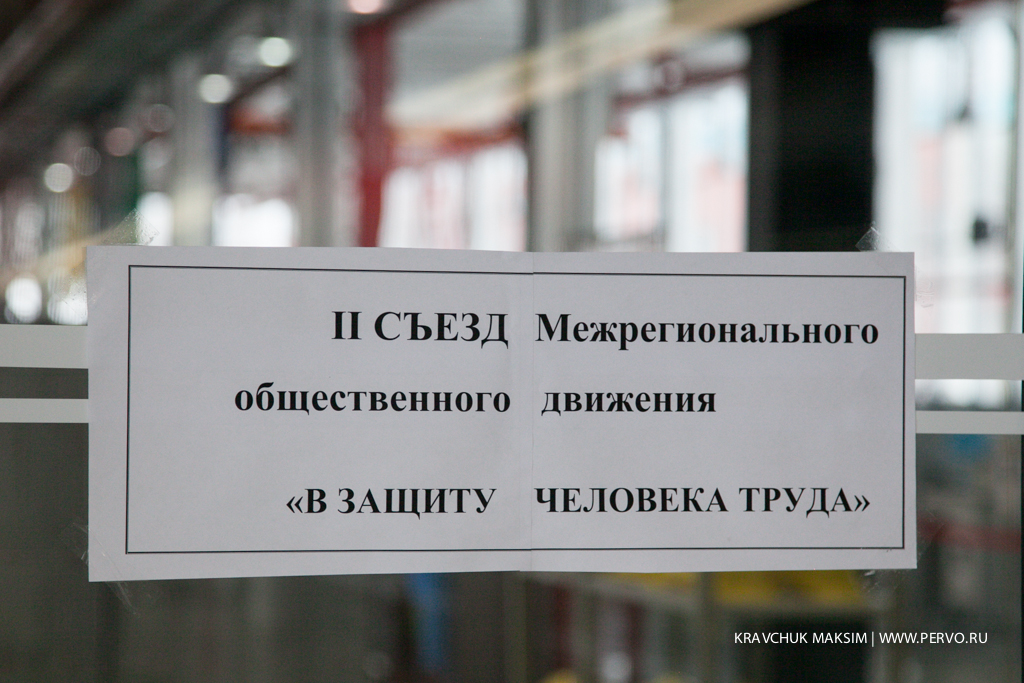 II СЪЕЗД Межрегионального
общественного движения
«В ЗАЩИТУ ЧЕЛОВЕКА ТРУДА»
KRAVCHUK MAKSIM | WWW.PERVO.RU